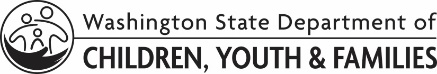 Washington State Department of
CHILDREN, YOUTH & FAMILIES